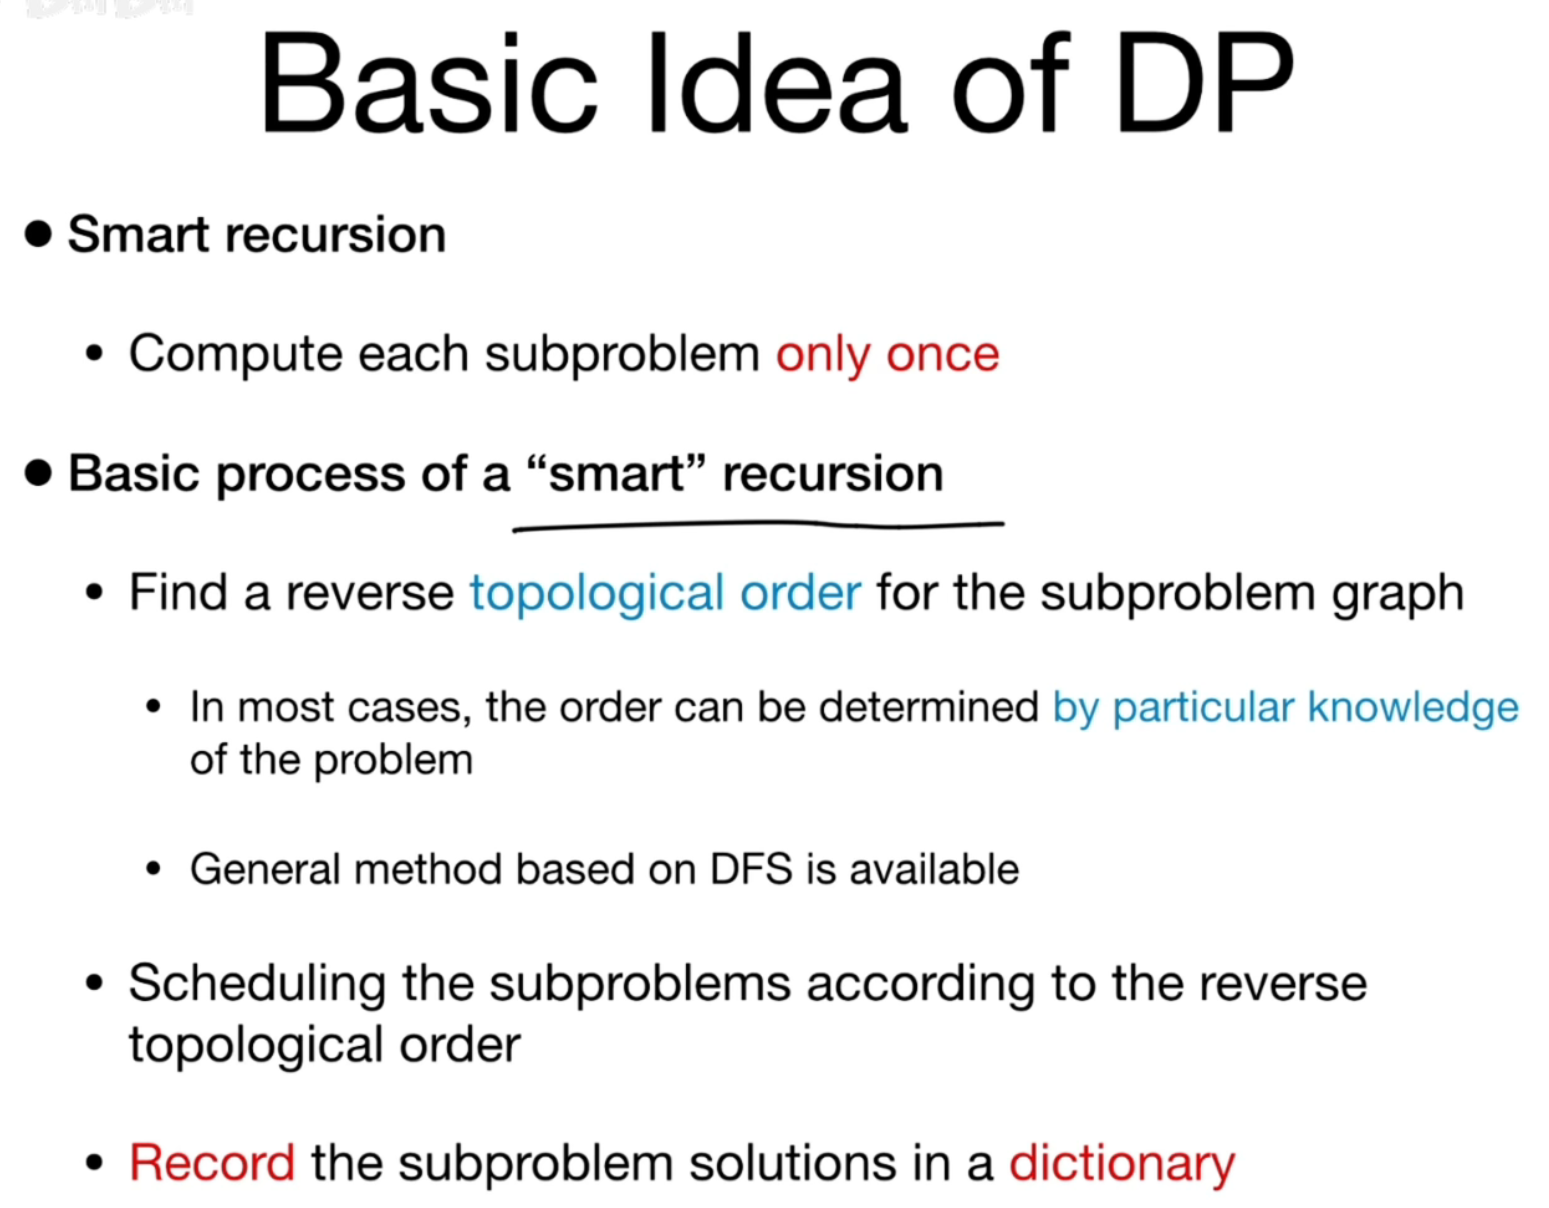 Basic Idea of DP
● Smart recursion
• Compute each subproblem only once
● Basic process of a “smart” recursion
• Find a reverse topological order for the subproblem graph
• In most cases, the order can be determined by particular knowledge
of the problem
• General method based on DFS is available
• Scheduling the subproblems according to the reverse
topological order
• Record the subproblem solutions in a dictionary